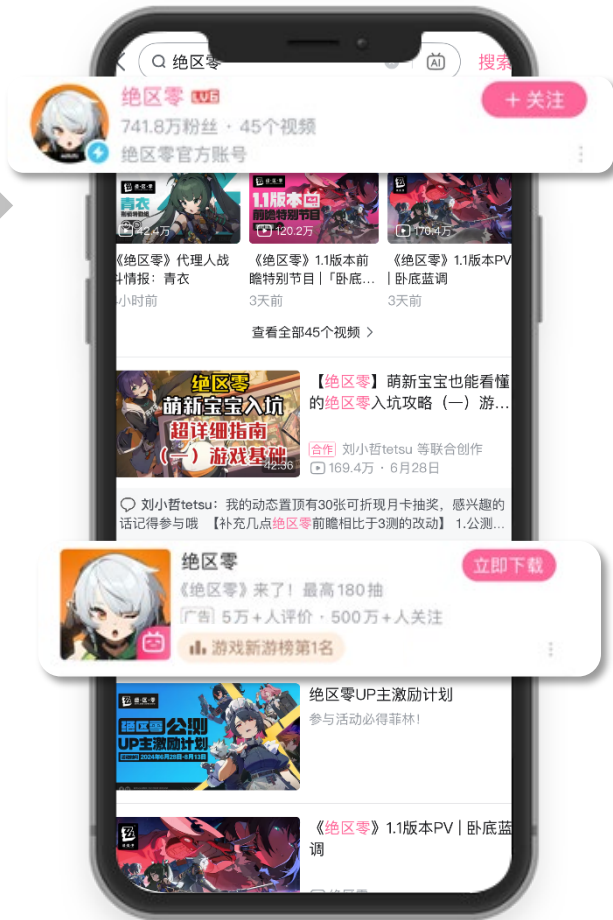 绝区零
AI
搜索
绝区零 LV6
+ 关注
741.8万粉丝 · 45个视频
绝区零官方账号
青衣
1.1版本
前瞻特别节目
42.4万
120.2万
170.4万
《绝区零》代理人战
斗情报：青衣
小时前
《绝区零》1.1版本前
瞻特别节目 | 「卧底...
3天前
《绝区零》1.1版本PV
| 卧底蓝调
3天前
查看全部45个视频 >
绝区零
萌新宝宝入坑
超详细指南
（一）游戏基础
42:36
【绝区零】萌新宝宝也能看懂
的绝区零入坑攻略（一）游...
合作 刘小哲tetsu 等联合创作
169.4万 · 6月28日
刘小哲tetsu：我的动态置顶有30张可折现月卡抽奖，感兴趣的
话记得参与哦 【补充几点绝区零前瞻相比于3测的改动】 1.公测...
绝区零
立即下载
《绝区零》来了！最高180抽
广告 5万+人评价 · 500万+人关注
游戏新游榜第1名
绝区零公测
UP主激励计划
2024年6月28日-8月13日
绝区零UP主激励计划
参与活动必得菲林！
《绝区零》1.1版本PV | 卧底蓝
调